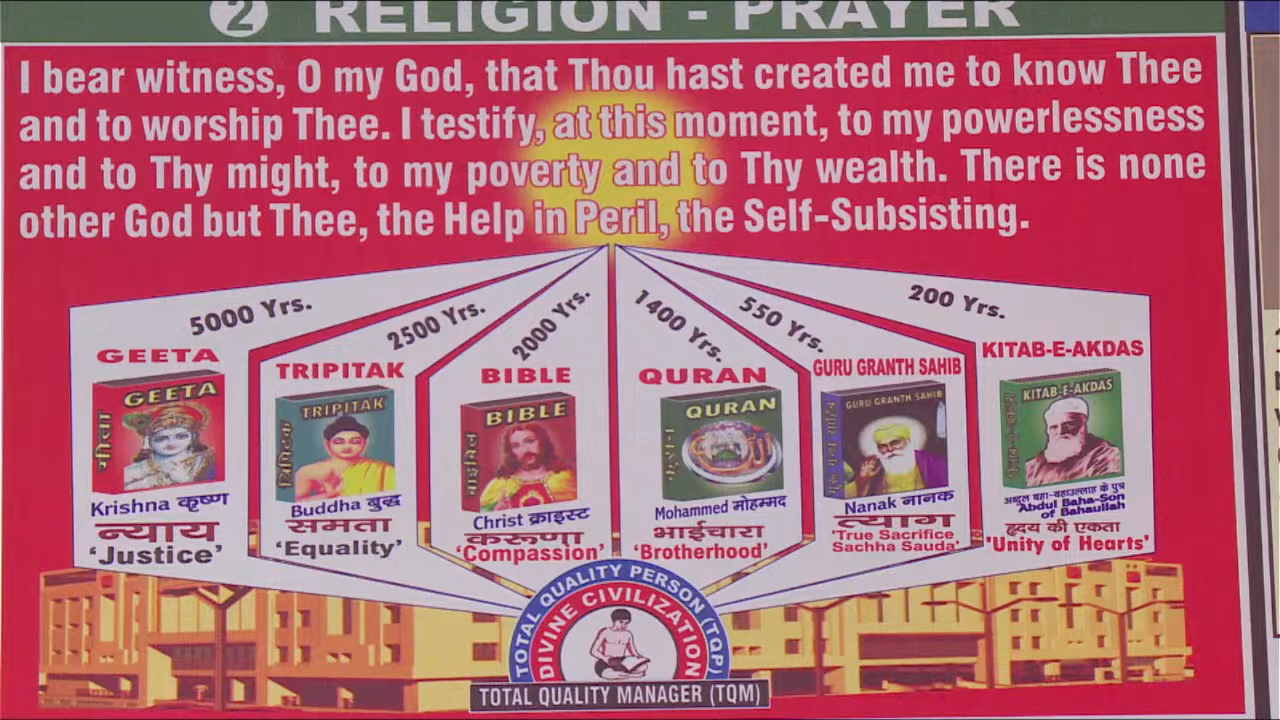 2 RELIGION - PRAYER
I bear witness, O my God, that Thou hast created me to know Thee
and to worship Thee. I testify, at this moment, to my powerlessness
and to Thy might, to my poverty and to Thy wealth. There is none
other God but Thee, the Help in Peril, the Self-Subsisting.
5000 Yrs.
2500 Yrs.
2000 Yrs.
1400 Yrs.
550 Yrs.
200 Yrs.
GEETA
GEETA
गीता
Krishna कृष्ण
न्याय
‘Justice’
TRIPITAK
TRIPITAK
त्रिपिटक
Buddha बुद्ध
समता
‘Equality’
BIBLE
BIBLE
बाइबिल
Christ क्राइस्ट
करूणा
‘Compassion’
QURAN
QURAN
कुरान
Mohammed मोहम्मद
भाईचारा
‘Brotherhood’
GURU GRANTH SAHIB
GURU GRANTH SAHIB
गुरू ग्रंथ साहिब
Nanak नानक
त्याग
'True Sacrifice
Sachha Sauda'
KITAB-E-AKDAS
KITAB-E-AKDAS
अब्दुल बहा-बहाउल्लाह के पुत्र
Abdul Baha-Son
of Bahaullah
हृदय की एकता
'Unity of Hearts'
TOTAL QUALITY PERSON (TQP)
DIVINE CIVILIZATION
TOTAL QUALITY MANAGER (TQM)